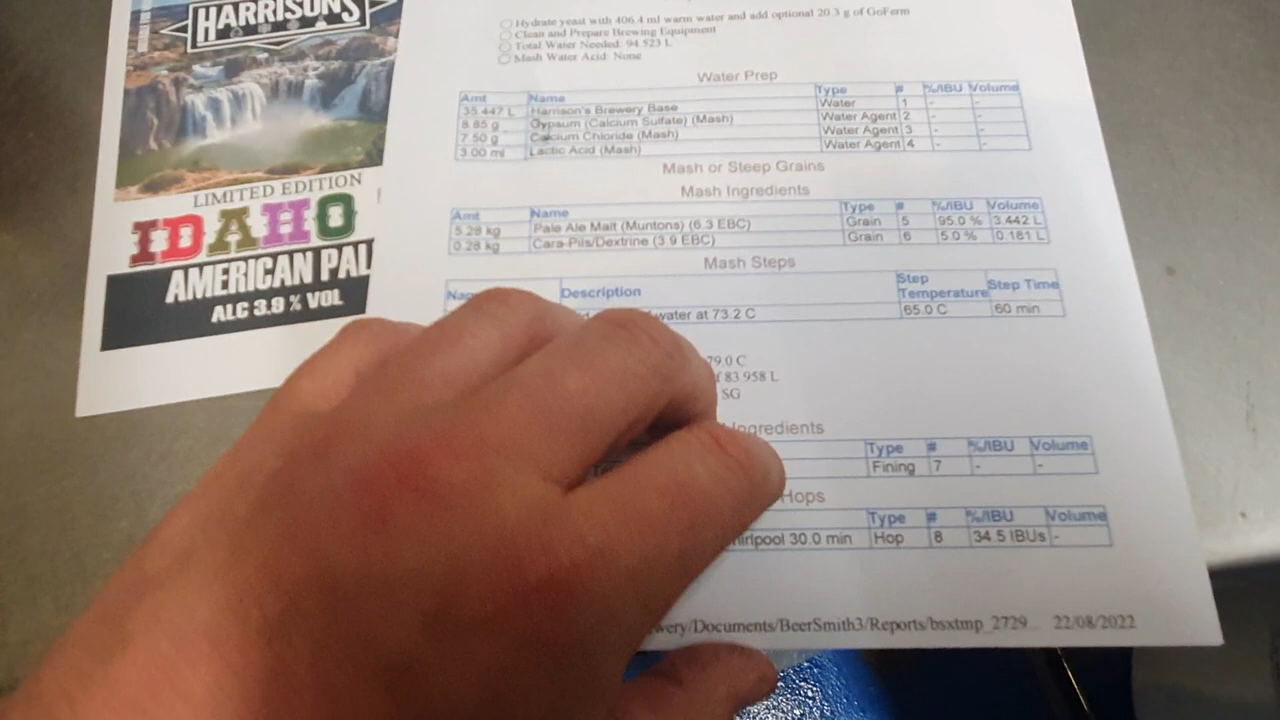 HARRISON'S
LIMITED EDITION
IDAHO
AMERICAN PAL
ALC 3.8 % VOL
Hydrate yeast with 406.4 ml warm water and add optional 20.3 g of GoFerm
Clean and Prepare Brewing Equipment
Total Water Needed: 94.523 L
Mash Water Acid: None
Water Prep
Amt Name Type # %/IBU Volume
35.447 L Harrison's Brewery Base Water 1 - -
8.85 g Gypsum (Calcium Sulfate) (Mash) Water Agent 2 - -
7.50 g Calcium Chloride (Mash) Water Agent 3 - -
3.00 ml Lactic Acid (Mash) Water Agent 4 - -
Mash or Steep Grains
Mash Ingredients
Amt Name Type # %/IBU Volume
5.28 kg Pale Ale Malt (Muntons) (6.3 EBC) Grain 5 95.0 % 3.442 L
0.28 kg Cara-Pils/Dextrine (3.9 EBC) Grain 6 5.0 % 0.181 L
Mash Steps
Description Step Temperature Step Time
water at 73.2 C 65.0 C 60 min
79.0 C
f 83.958 L
SG
Ingredients
Type # %/IBU Volume
Fining 7 - -
Hops
Type # %/IBU Volume
hirlpool 30.0 min Hop 8 34.5 IBUs -
wery/Documents/BeerSmith3/Reports/bsxtmp_2729 22/08/2022